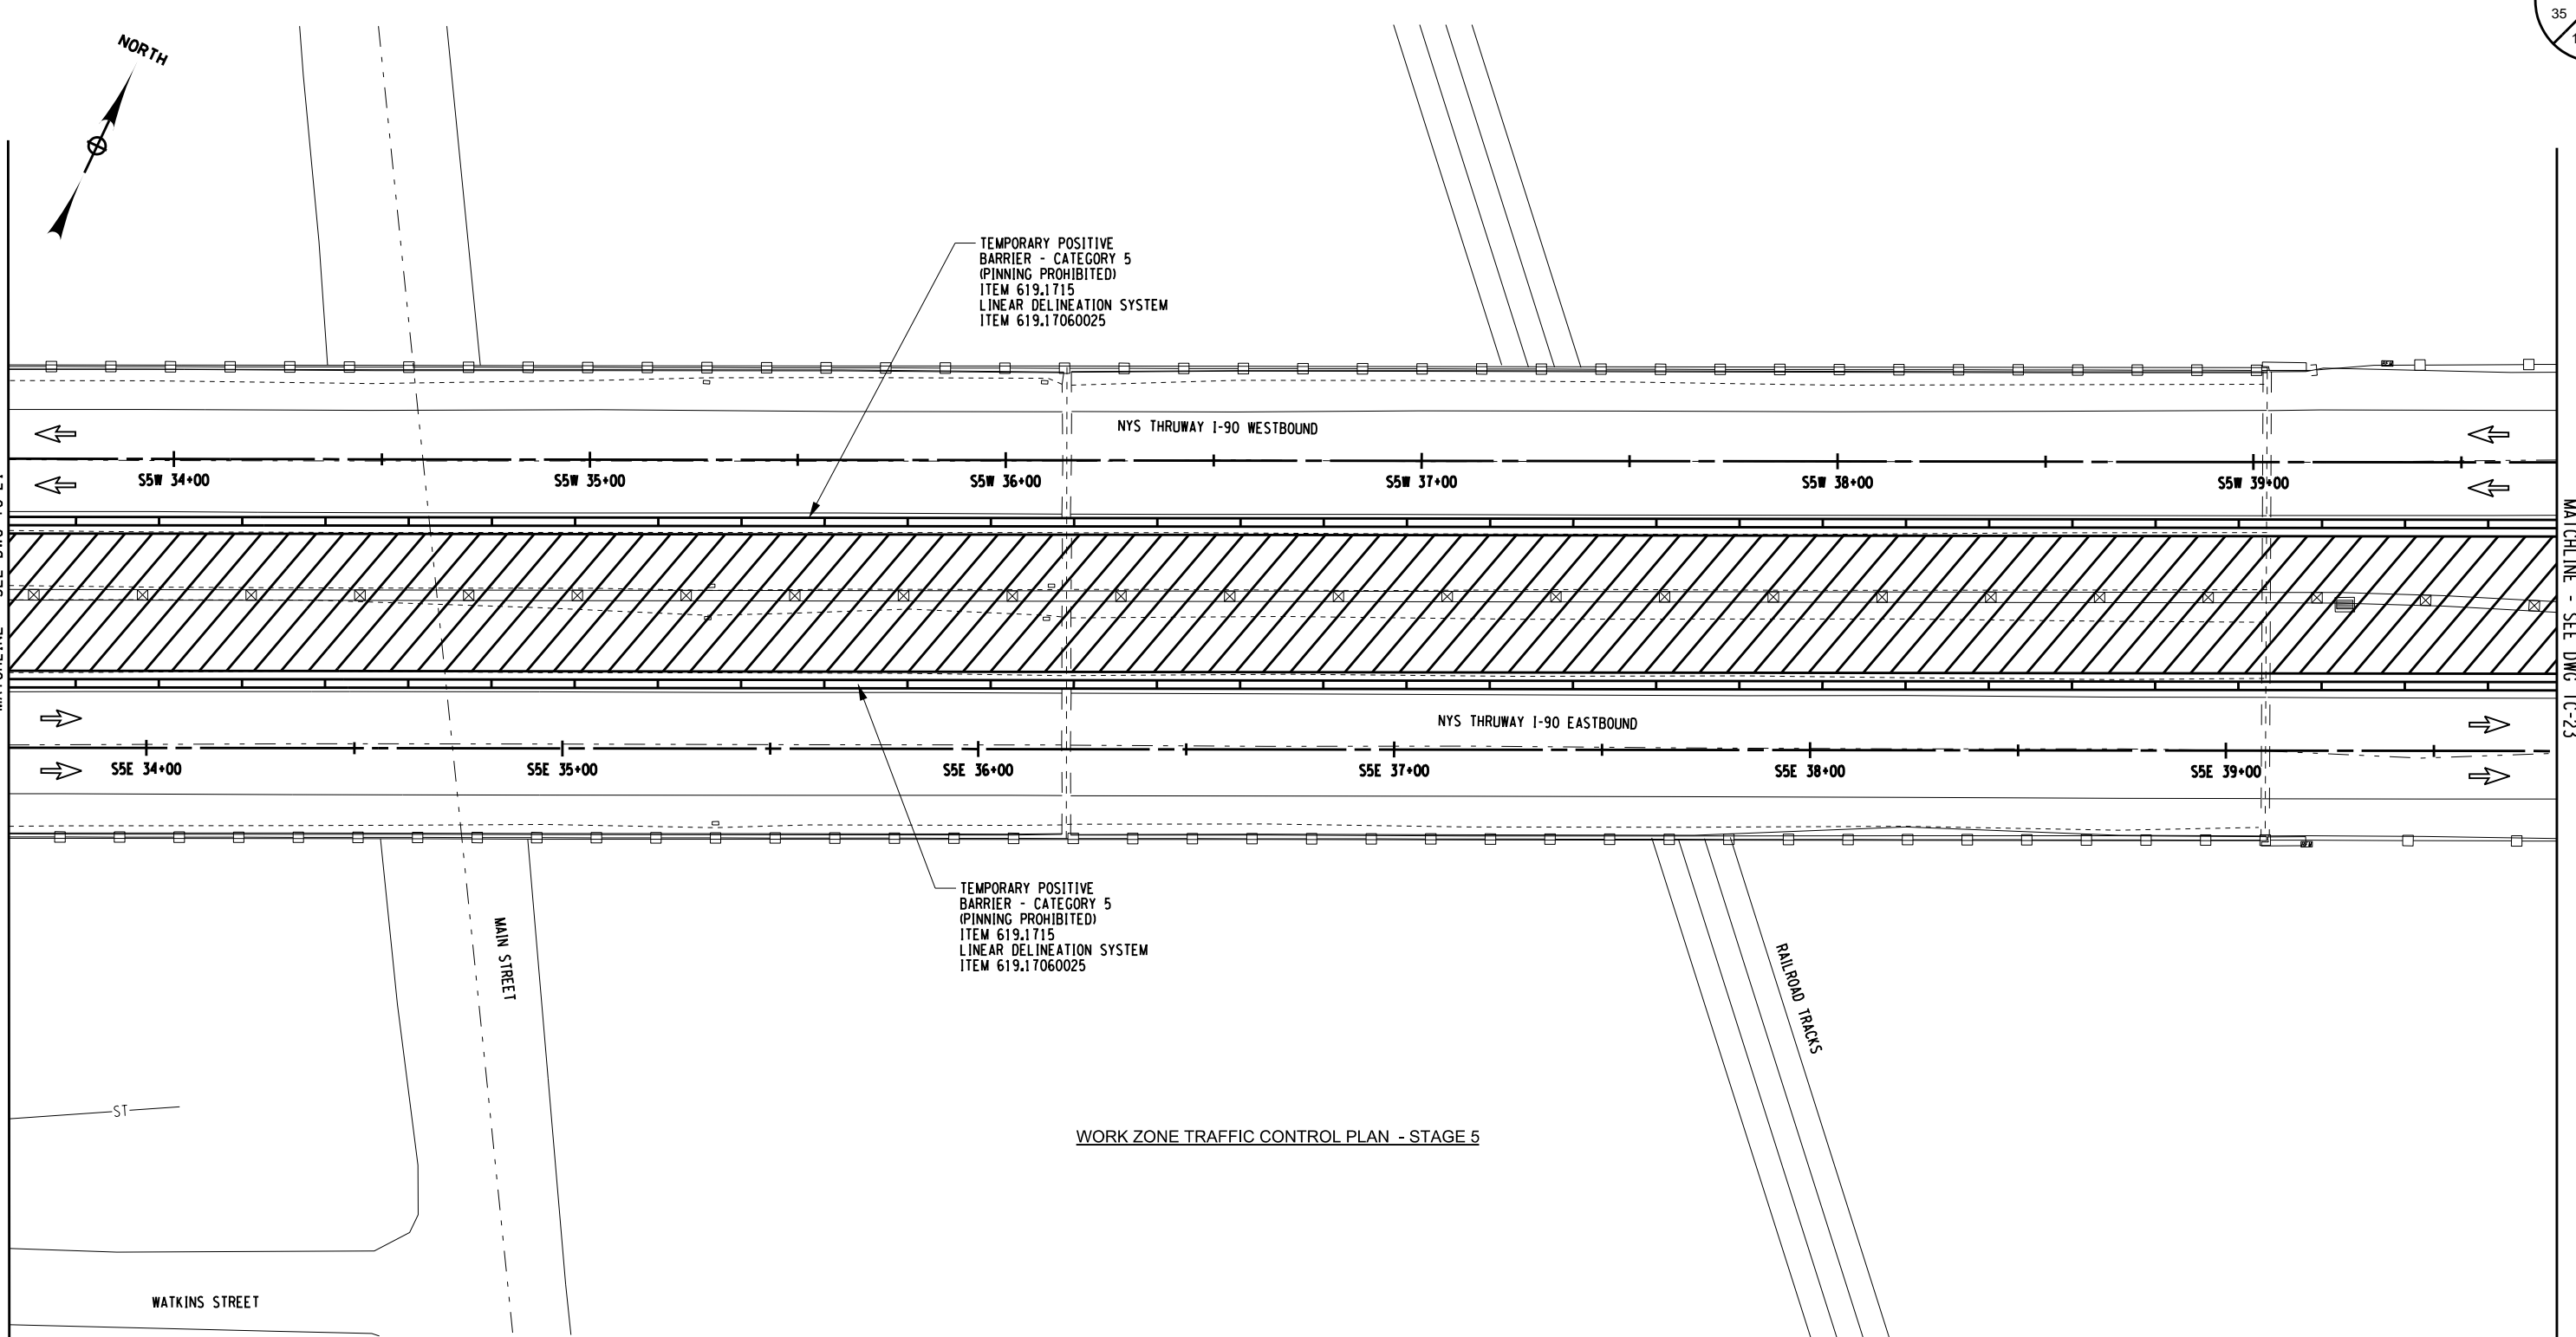 NORTH
35
TEMPORARY POSITIVE
BARRIER - CATEGORY 5
(PINNING PROHIBITED)
ITEM 619.1715
LINEAR DELINEATION SYSTEM
ITEM 619.17060025
NYS THRUWAY I-90 WESTBOUND
S5W 34+00
S5W 35+00
S5W 36+00
S5W 37+00
S5W 38+00
S5W 39+00
MATCHLINE - SEE DWG TC-23
NYS THRUWAY I-90 EASTBOUND
S5E 34+00
S5E 35+00
S5E 36+00
S5E 37+00
S5E 38+00
S5E 39+00
TEMPORARY POSITIVE
BARRIER - CATEGORY 5
(PINNING PROHIBITED)
ITEM 619.1715
LINEAR DELINEATION SYSTEM
ITEM 619.17060025
MAIN STREET
RAILROAD TRACKS
ST
WORK ZONE TRAFFIC CONTROL PLAN - STAGE 5
WATKINS STREET